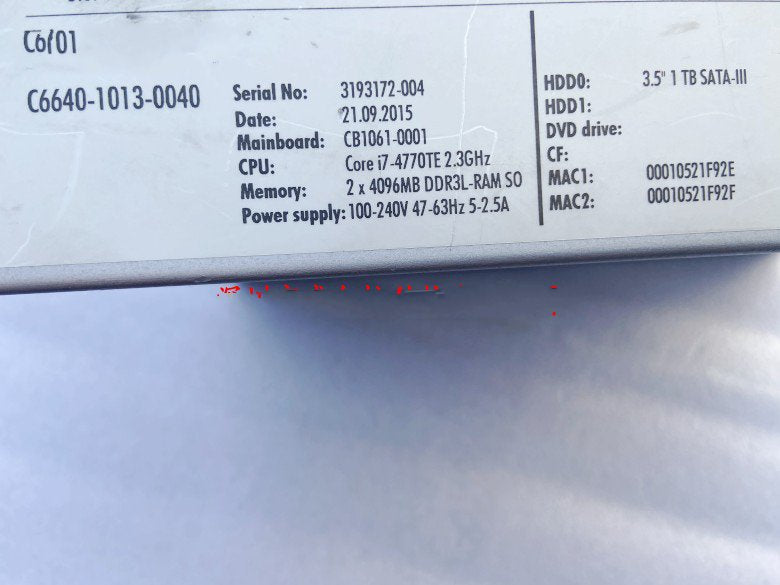 C6640-1013-0040
Serial No: 3193172-004
Date: 21.09.2015
Mainboard: CB1061-0001
CPU: Core i7-4770TE 2.3GHz
Memory: 2 x 4096MB DDR3L-RAM SO
Power supply: 100-240V 47-63Hz 5-2.5A
HDD0: 3.5" 1 TB SATA-III
HDD1:
DVD drive:
CF:
MAC1: 00010521F92E
MAC2: 00010521F92F